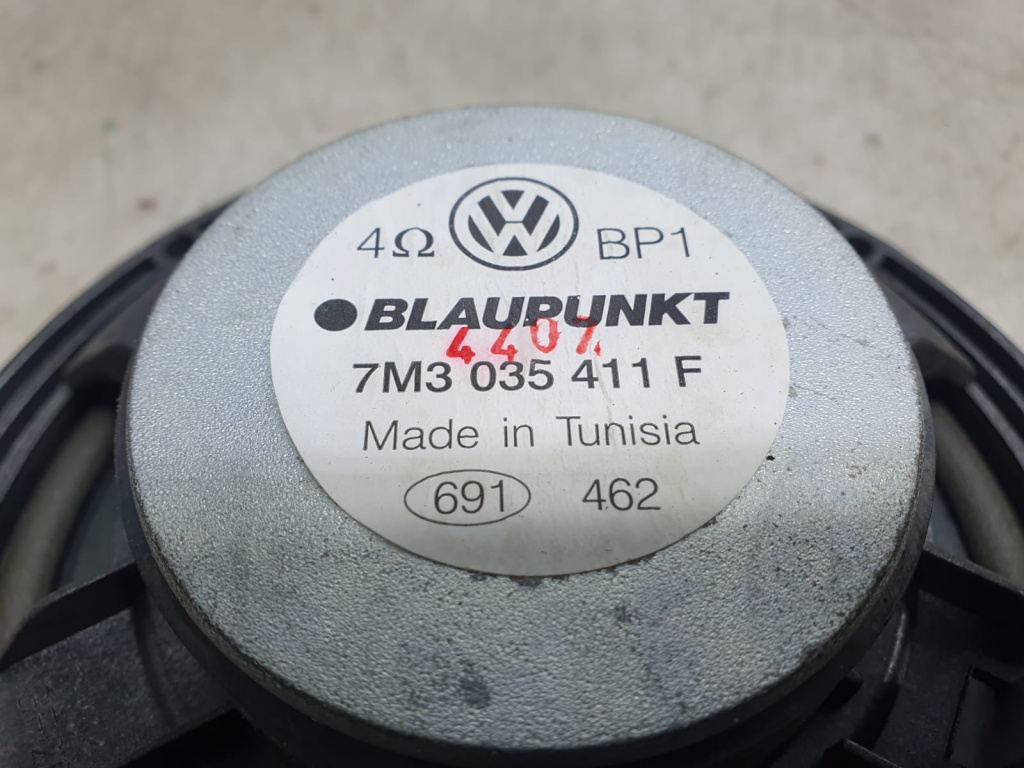 4Ω BP1
BLAUPUNKT
7M3 035 411 F
Made in Tunisia
691 462